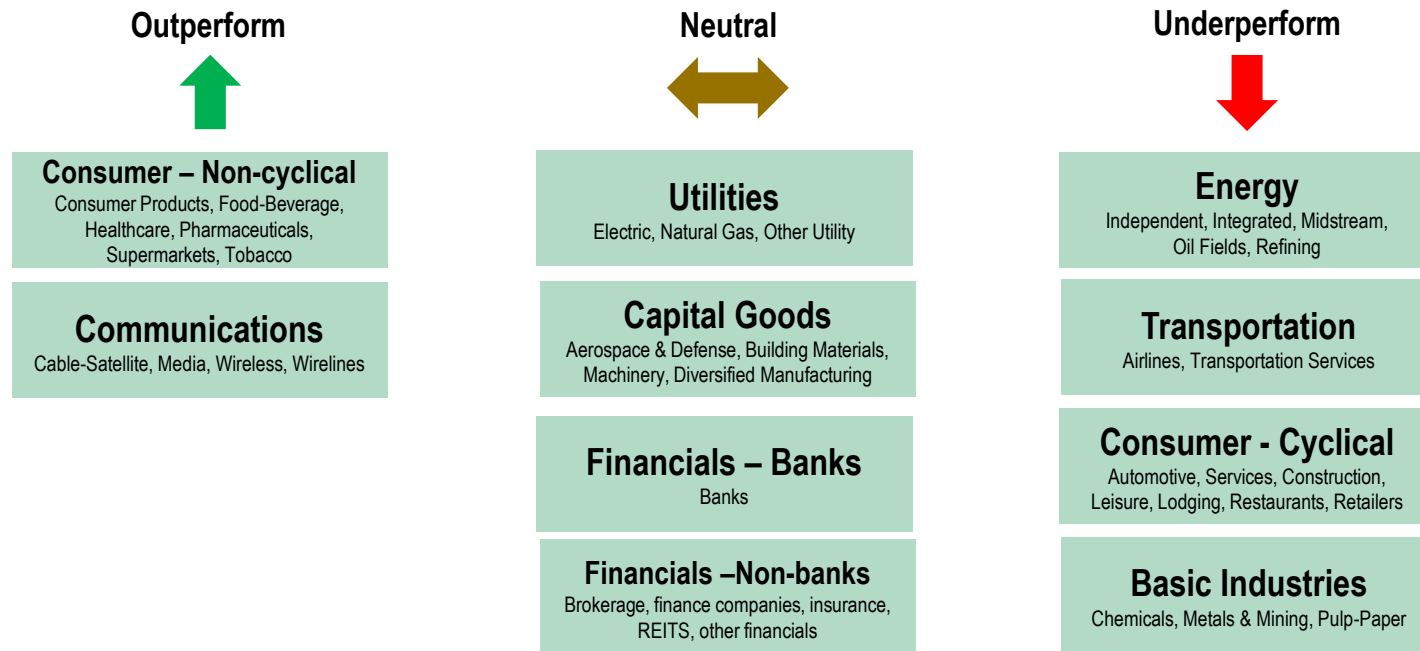 Outperform
Consumer – Non-cyclical
Consumer Products, Food-Beverage,
Healthcare, Pharmaceuticals,
Supermarkets, Tobacco
Communications
Cable-Satellite, Media, Wireless, Wirelines
Neutral
Utilities
Electric, Natural Gas, Other Utility
Capital Goods
Aerospace & Defense, Building Materials,
Machinery, Diversified Manufacturing
Financials – Banks
Banks
Financials –Non-banks
Brokerage, finance companies, insurance,
REITS, other financials
Underperform
Energy
Independent, Integrated, Midstream,
Oil Fields, Refining
Transportation
Airlines, Transportation Services
Consumer - Cyclical
Automotive, Services, Construction,
Leisure, Lodging, Restaurants, Retailers
Basic Industries
Chemicals, Metals & Mining, Pulp-Paper